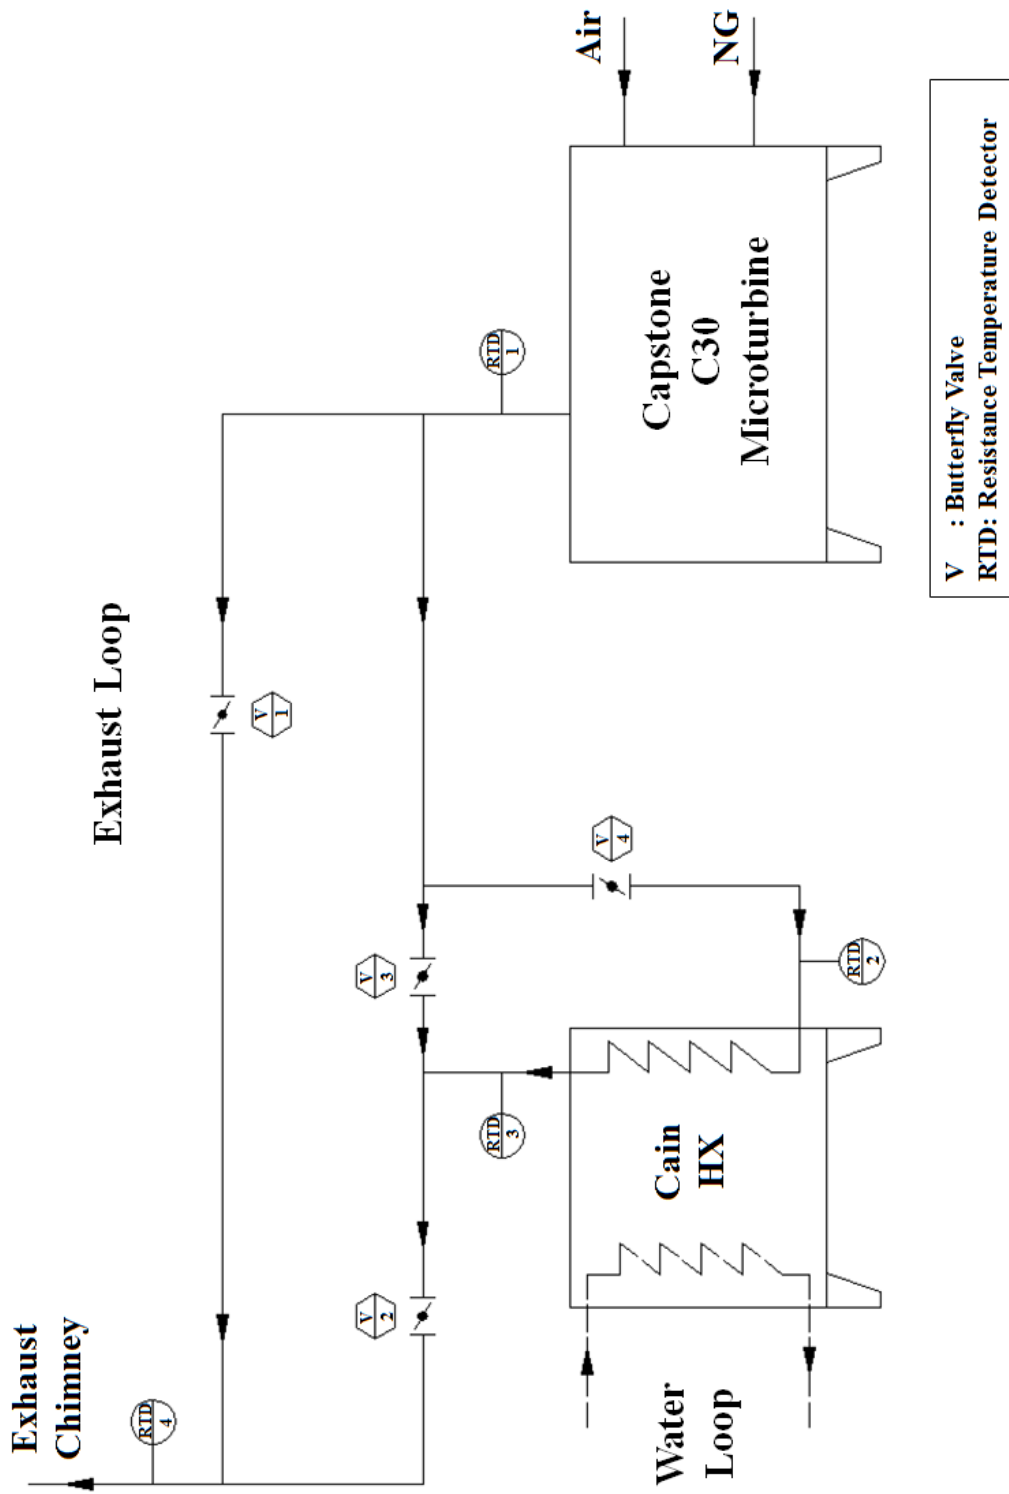 Exhaust
Chimney
RTD
4
Exhaust Loop
V
1
V
2
V
3
V
4
RTD
3
RTD
1
RTD
2
Water
Loop
Cain
HX
Capstone
C30
Microturbine
Air
NG
V : Butterfly Valve
RTD: Resistance Temperature Detector